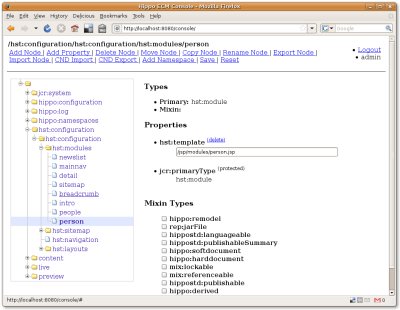 Hippo ECM Console - Mozilla Firefox
File Edit View History Delicious Bookmarks Tools Help
http://localhost:8080/console/
Google
/hst:configuration/hst:configuration/hst:modules/person
Add Node | Add Property | Delete Node | Move Node | Copy Node | Rename Node | Export Node |
Import Node | CND Import | CND Export | Add Namespace | Save | Reset
Logout
admin
jcr:system
hippo:configuration
hippo:log
hippo:namespaces
hst:configuration
hst:configuration
hst:modules
newslist
mainnav
detail
sitemap
breadcrumb
intro
people
person
hst:sitemap
hst:navigation
hst:layouts
content
live
preview
Types
Primary: hst:module
Mixin:
Properties
hst:template (delete)
/jsp/modules/person.jsp
jcr:primaryType (protected)
hst:module
Mixin Types
hippo:remodel
rep:jarFile
hippostd:languageable
hippostd:publishableSummary
hippo:softdocument
hippo:harddocument
mix:lockable
mix:referenceable
hippostd:publishable
hippo:derived
http://localhost:8080/console/#
0